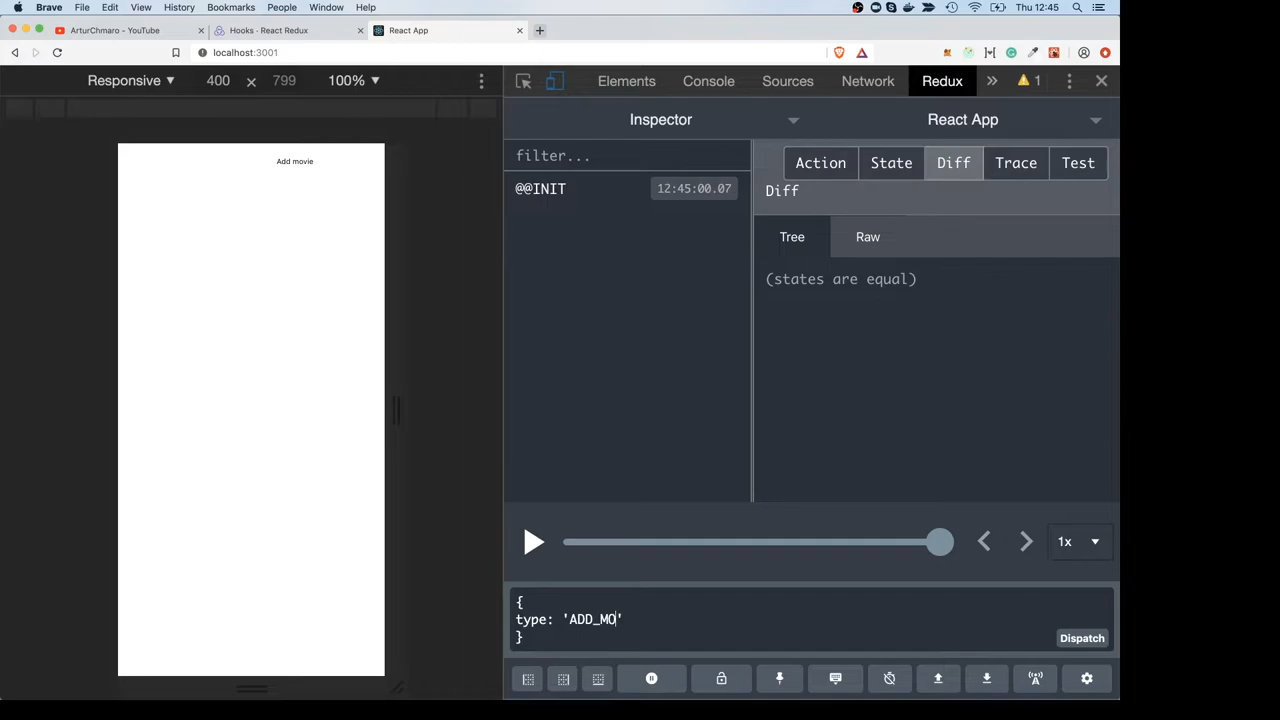 Brave File Edit View History Bookmarks People Window Help Thu 12:45
ArturChmaro - YouTube Hooks · React Redux React App
localhost:3001
Responsive 400 × 799 100% Elements Console Sources Network Redux 1
Inspector React App
filter... Action State Diff Trace Test
@@INIT 12:45:00.07 Diff
Add movie
Tree Raw
(states are equal)
1x
{
type: 'ADD_MO'
}
Dispatch